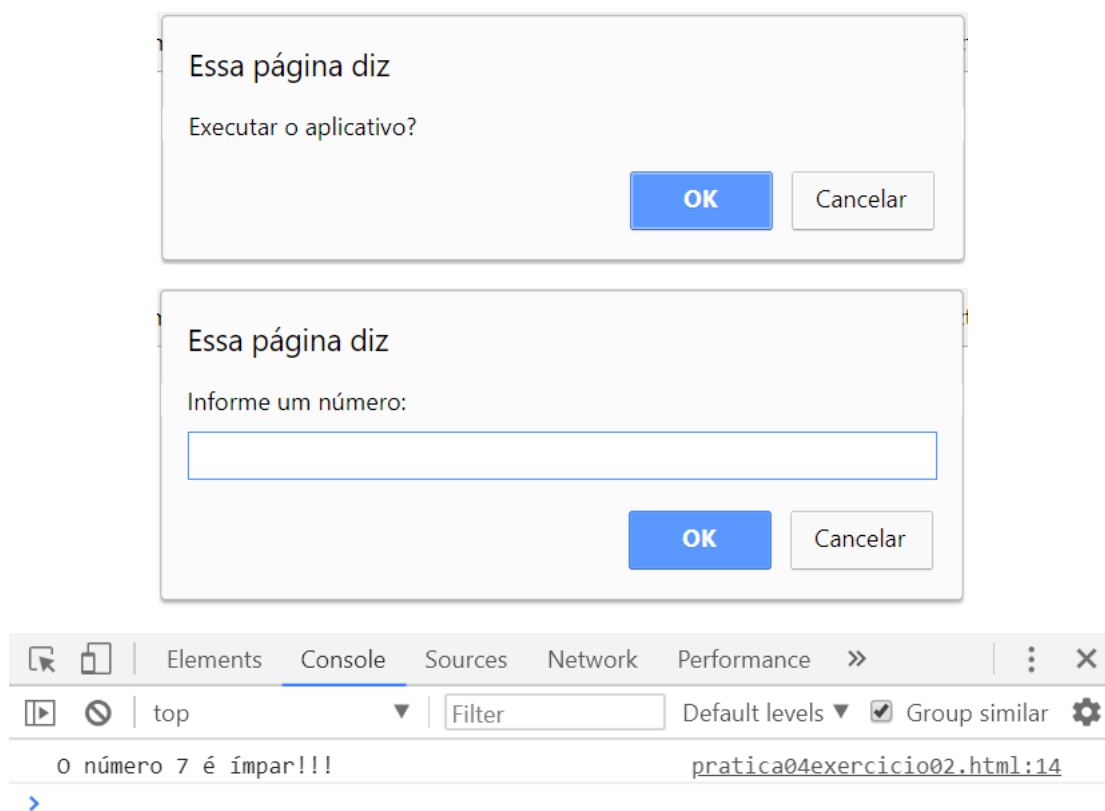 Essa página diz
Executar o aplicativo?
OK Cancelar
Essa página diz
Informe um número:
OK Cancelar
Elements Console Sources Network Performance »
top Filter Default levels Group similar
O número 7 é ímpar!!! pratica04exercicio02.html:14